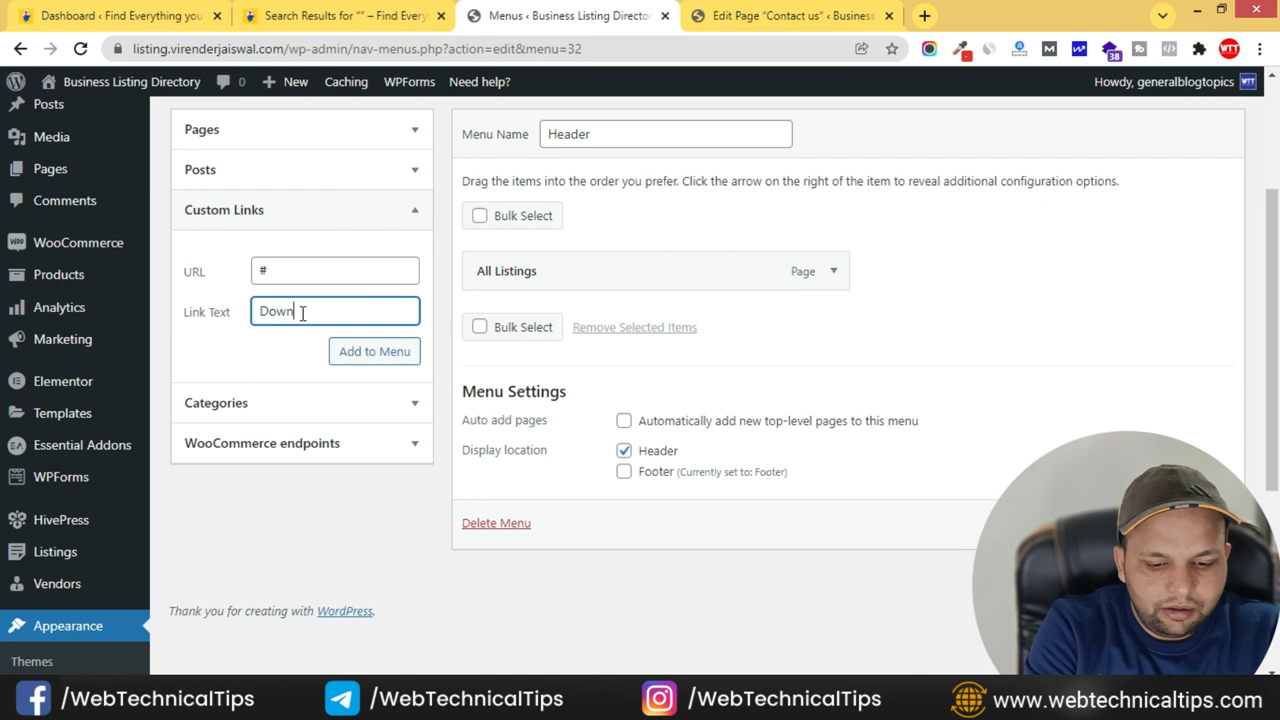 Dashboard ‹ Find Everything you
Search Results for “” – Find Every
Menus ‹ Business Listing Director
Edit Page “Contact us” ‹ Business
listing.virenderjaiswal.com/wp-admin/nav-menus.php?action=edit&menu=32
38
WTT
Business Listing Directory
0
New
Caching
WPForms
Need help?
Howdy, generalblogtopics
Posts
Media
Pages
Comments
WooCommerce
Products
Analytics
Marketing
Elementor
Templates
Essential Addons
WPForms
HivePress
Listings
Vendors
Appearance
Themes
Pages
Posts
Custom Links
URL
#
Link Text
Down
Add to Menu
Categories
WooCommerce endpoints
Menu Name
Header
Drag the items into the order you prefer. Click the arrow on the right of the item to reveal additional configuration options.
Bulk Select
All Listings
Page
Bulk Select
Remove Selected Items
Menu Settings
Auto add pages
Automatically add new top-level pages to this menu
Display location
Header
Footer (Currently set to: Footer)
Delete Menu
Thank you for creating with WordPress.
/WebTechnicalTips
/WebTechnicalTips
/WebTechnicalTips
www.webtechnicaltips.com